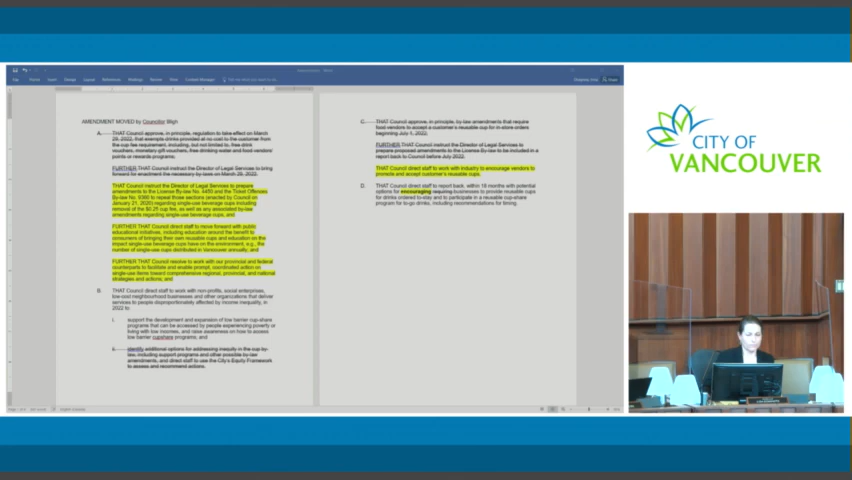 File Home Insert Design Layout References Mailings Review View Content Manager Tell me what you want to do...
Share
AMENDMENT MOVED by Councillor Wiebe
A. THAT Council approve, in principle, regulation to take effect on March
29, 2022, that exempts drinks provided at no cost to the customer from
the cup fee requirement, including, but not limited to, free drink
vouchers, monetary gift vouchers, free drinking water and food vendors'
points or rewards programs.
FURTHER THAT Council instruct the Director of Legal Services to bring
forward for enactment the necessary by-laws on March 29, 2022.
THAT Council instruct the Director of Legal Services to prepare
amendments to the License By-law No. 4450 and the Ticket Offences
By-law No. 9360 to repeal those sections (enacted by Council on
January 21, 2020) regarding single-use beverage cups including
removal of the $0.25 cup fee, as well as any associated by-law
amendments regarding single-use beverage cups, and
FURTHER THAT Council direct staff to move forward with public
educational initiatives, including education around the benefit to
consumers of bringing their own reusable cups and education on the
impact single-use beverage cups have on the environment, e.g., the
number of single-use cups distributed in Vancouver annually; and
FURTHER THAT Council resolve to work with our provincial and federal
counterparts to facilitate and enable prompt, coordinated action on
single-use items toward comprehensive regional, provincial, and national
strategies and actions; and
B. THAT Council direct staff to work with non-profits, social enterprises,
low-cost neighbourhood businesses and other organizations that deliver
services to people disproportionately affected by income inequality, in
2022 to
i. support the development and expansion of low barrier cup-share
programs that can be accessed by people experiencing poverty or
living with low incomes, and raise awareness on how to access
low barrier cupshare programs; and
ii. identify additional options for addressing inequity in the cup by-
law, including support programs and other possible by-law
amendments, and direct staff to use the City's Equity Framework
to assess and recommend actions.
C. THAT Council approve, in principle, by-law amendments that require
food vendors to accept a customer's reusable cup for in-store orders
beginning July 1, 2022.
FURTHER THAT Council instruct the Director of Legal Services to
prepare proposed amendments to the License By-Law to be included in a
report back to Council before July 2022.
THAT Council direct staff to work with industry to encourage vendors to
promote and accept customer's reusable cups.
D. THAT Council direct staff to report back, within 18 months with potential
options for encouraging requiring businesses to provide reusable cups
for drinks ordered to-stay and to participate in a reusable cup-share
program for to-go drinks, including recommendations for timing
CITY OF
VANCOUVER